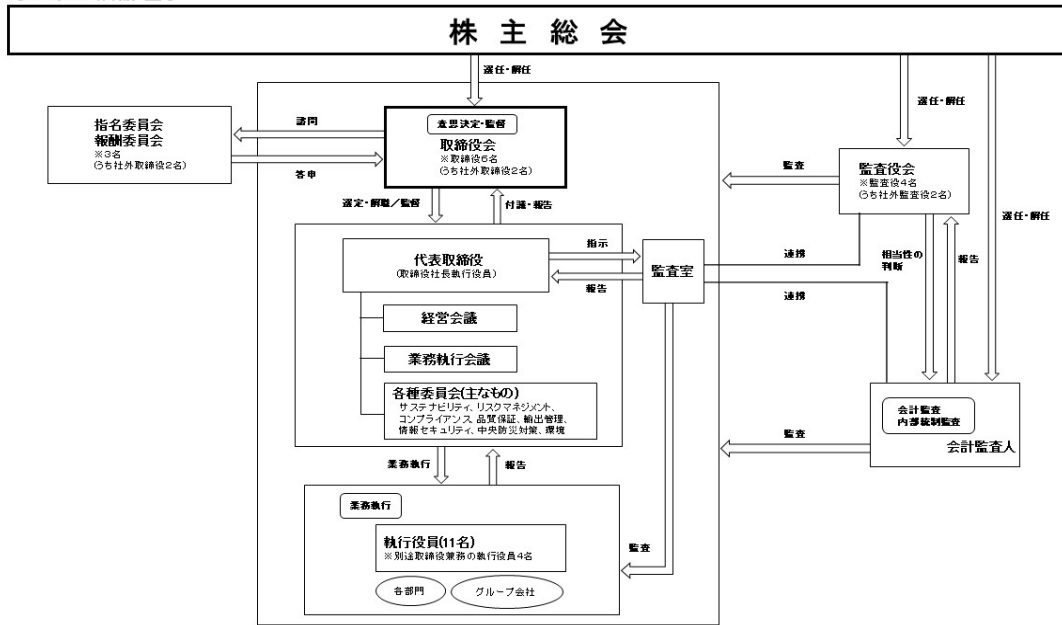 株主総会
選任・解任
選任・解任
選任・解任
指名委員会
報酬委員会
※3名
(うち社外取締役2名)
諮問
答申
意思決定・監督
取締役会
※取締役6名
(うち社外取締役2名)
監査
監査役会
※監査役4名
(うち社外監査役2名)
選定・解職/監督
付議・報告
代表取締役
(取締役社長執行役員)
指示
報告
監査室
連携
連携
相当性の
判断
報告
経営会議
業務執行会議
各種委員会(主なもの)
サステナビリティ、リスクマネジメント、
コンプライアンス、品質保証、輸出管理、
情報セキュリティ、中央防災対策、環境
会計監査
内部統制監査
会計監査人
監査
業務執行
報告
業務執行
執行役員(11名)
※別途取締役兼務の執行役員4名
監査
各部門
グループ会社